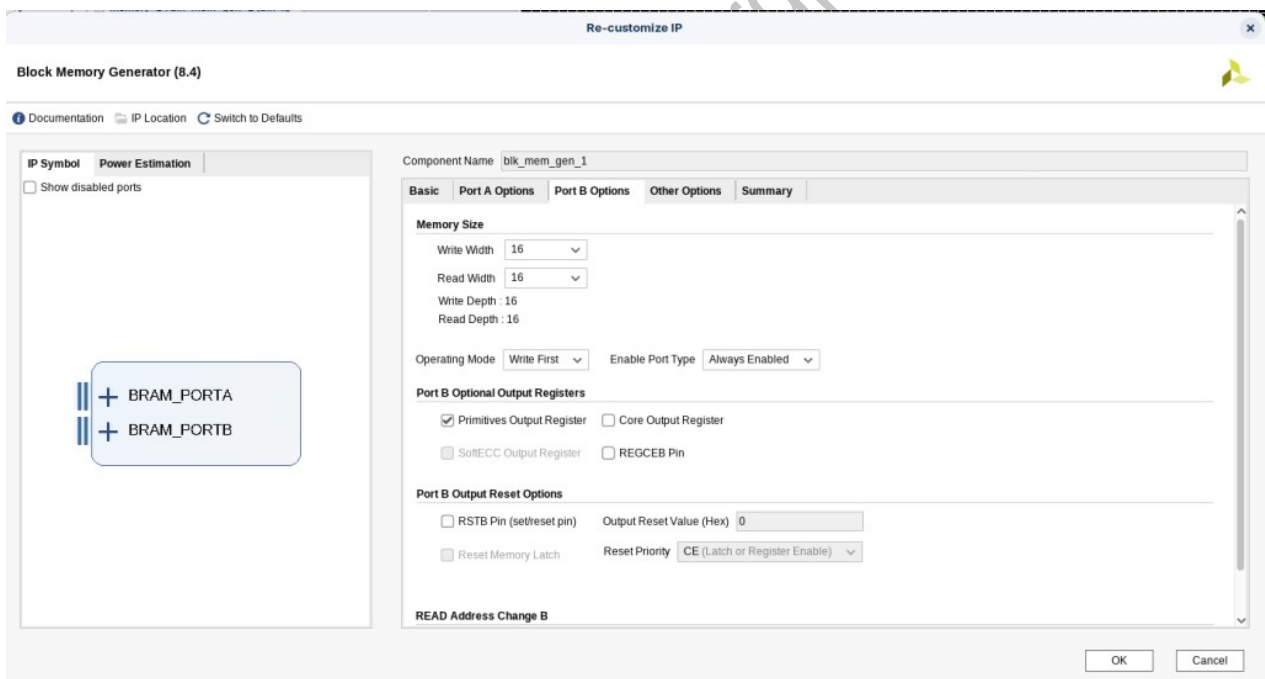 Re-customize IP
Block Memory Generator (8.4)
Documentation IP Location Switch to Defaults
IP Symbol Power Estimation
Show disabled ports
BRAM_PORTA
BRAM_PORTB
Component Name blk_mem_gen_1
Basic Port A Options Port B Options Other Options Summary
Memory Size
Write Width 16
Read Width 16
Write Depth : 16
Read Depth : 16
Operating Mode Write First Enable Port Type Always Enabled
Port B Optional Output Registers
Primitives Output Register Core Output Register
SoftECC Output Register REGCEB Pin
Port B Output Reset Options
RSTB Pin (set/reset pin) Output Reset Value (Hex) 0
Reset Memory Latch Reset Priority CE (Latch or Register Enable)
READ Address Change B
OK Cancel